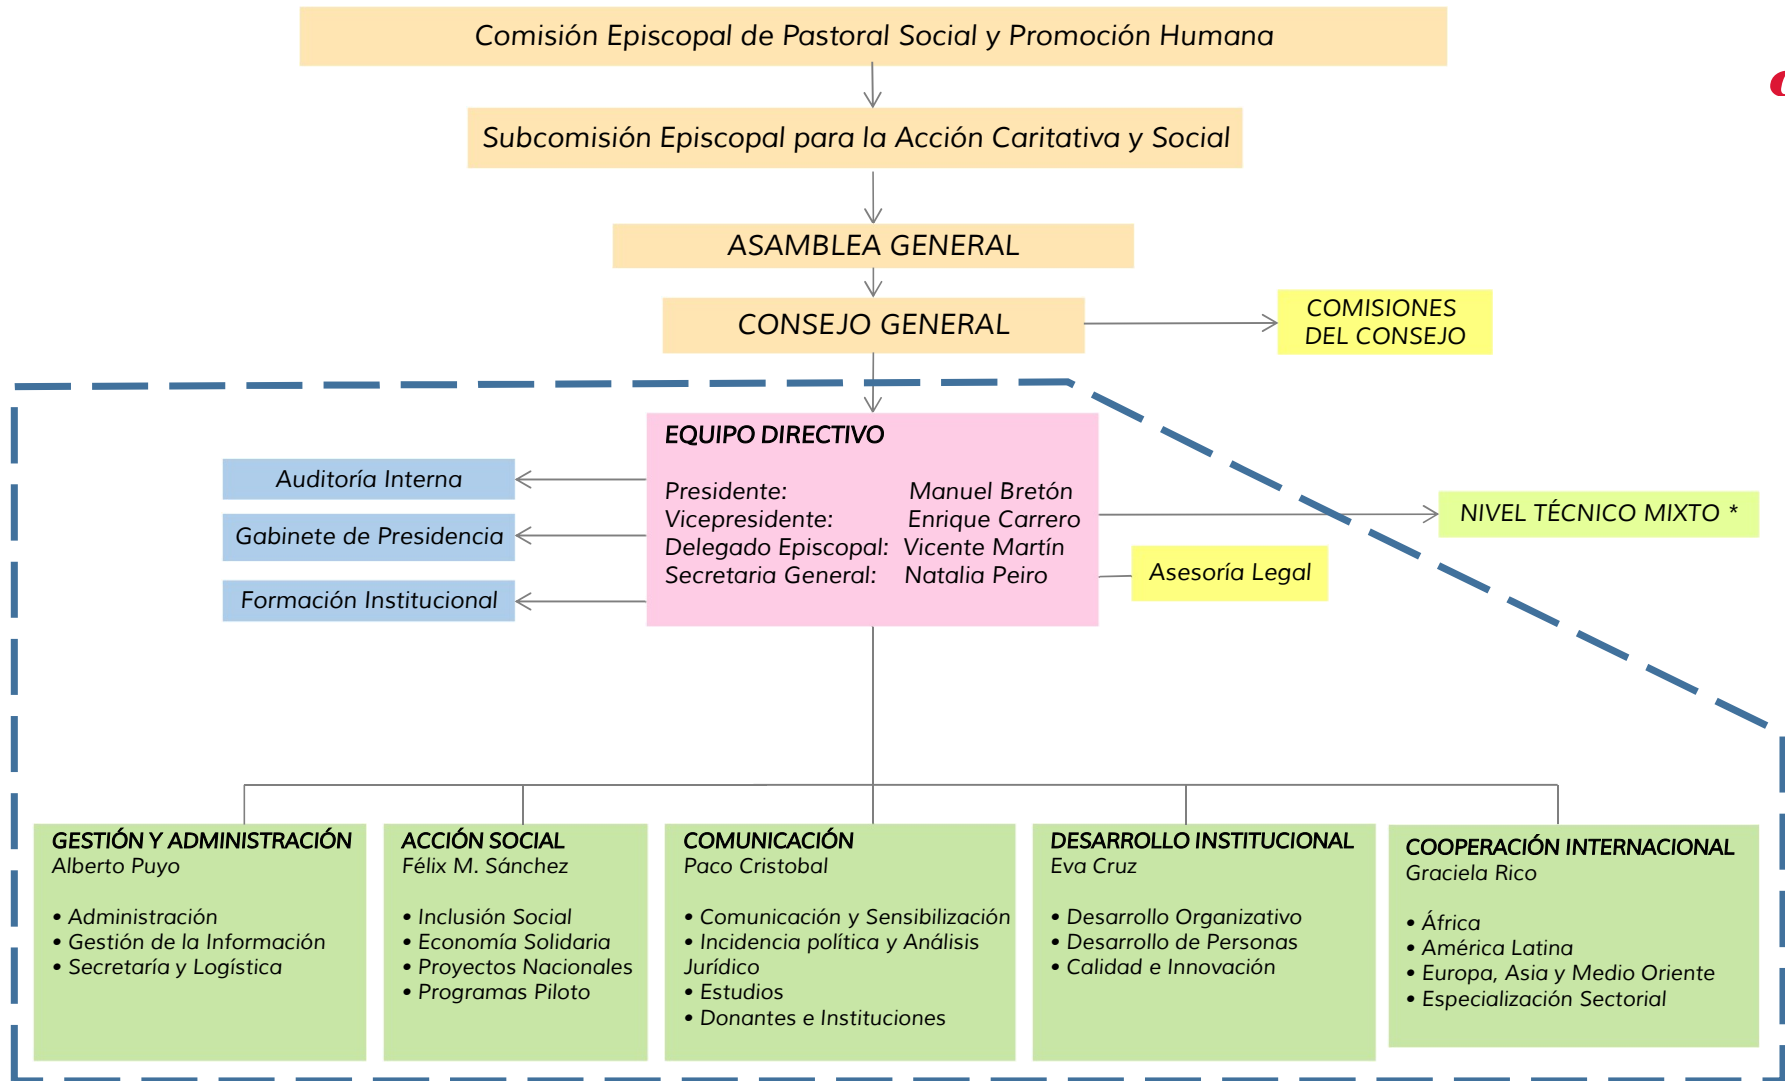 Comisión Episcopal de Pastoral Social y Promoción Humana
Subcomisión Episcopal para la Acción Caritativa y Social
ASAMBLEA GENERAL
CONSEJO GENERAL
COMISIONES
DEL CONSEJO
EQUIPO DIRECTIVO
Presidente: Manuel Bretón
Vicepresidente: Enrique Carrero
Delegado Episcopal: Vicente Martín
Secretaria General: Natalia Peiro
Auditoría Interna
Gabinete de Presidencia
Formación Institucional
NIVEL TÉCNICO MIXTO *
Asesoría Legal
GESTIÓN Y ADMINISTRACIÓN
Alberto Puyo
• Administración
• Gestión de la Información
• Secretaría y Logística
ACCIÓN SOCIAL
Félix M. Sánchez
• Inclusión Social
• Economía Solidaria
• Proyectos Nacionales
• Programas Piloto
COMUNICACIÓN
Paco Cristobal
• Comunicación y Sensibilización
• Incidencia política y Análisis
Jurídico
• Estudios
• Donantes e Instituciones
DESARROLLO INSTITUCIONAL
Eva Cruz
• Desarrollo Organizativo
• Desarrollo de Personas
• Calidad e Innovación
COOPERACIÓN INTERNACIONAL
Graciela Rico
• África
• América Latina
• Europa, Asia y Medio Oriente
• Especialización Sectorial